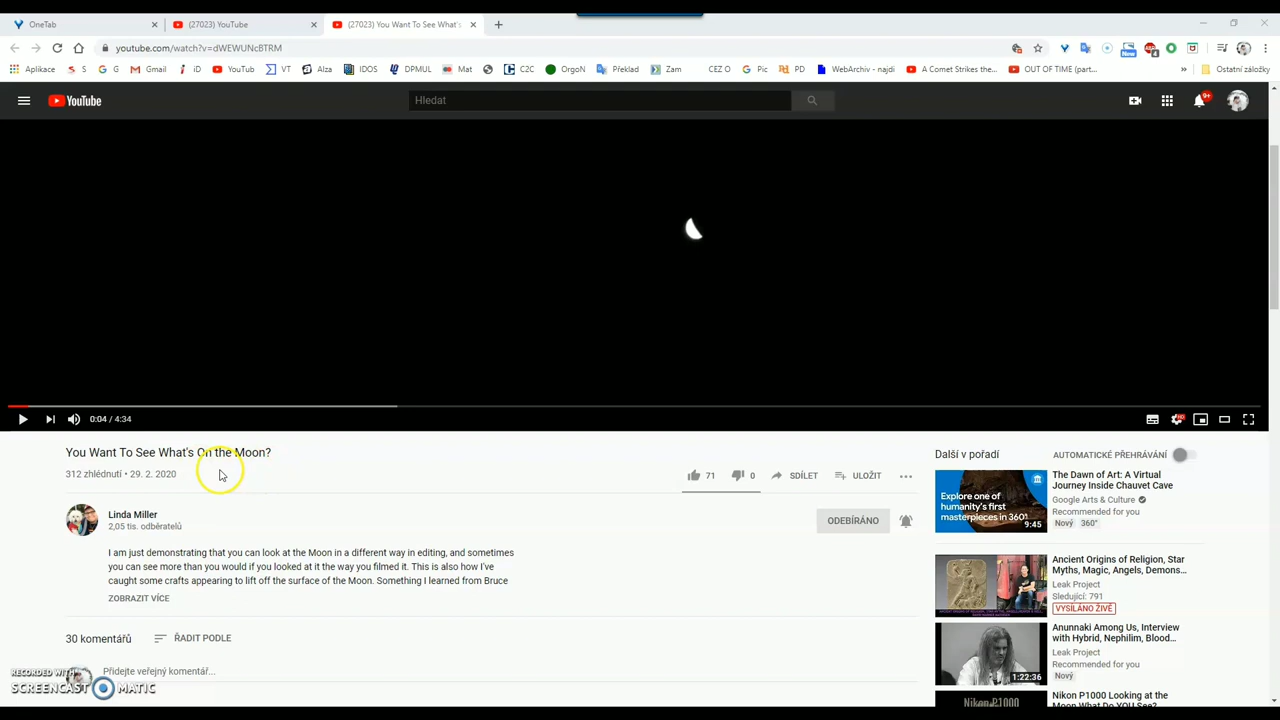 OneTab
(27023) YouTube
(27023) You Want To See What's
youtube.com/watch?v=dWEWUNcBTRM
Aplikace
S
G
Gmail
iD
YouTube
VT
Alza
IDOS
DPMUL
Mat
C2C
OrgoN
Překlad
Zam
CEZ O
Pic
PD
WebArchiv - najdi
A Comet Strikes the...
OUT OF TIME (part...
Ostatní záložky
YouTube
Hledat
9+
0:04 / 4:34
HD
You Want To See What's On the Moon?
312 zhlédnutí • 29. 2. 2020
71
0
SDÍLET
ULOŽIT
Linda Miller
2,05 tis. odběratelů
ODEBÍRÁNO
I am just demonstrating that you can look at the Moon in a different way in editing, and sometimes
you can see more than you would if you looked at it the way you filmed it. This is also how I've
caught some crafts appearing to lift off the surface of the Moon. Something I learned from Bruce
ZOBRAZIT VÍCE
30 komentářů
ŘADIT PODLE
Přidejte veřejný komentář...
RECORDED WITH
SCREENCAST MATIC
Další v pořadí
AUTOMATICKÉ PŘEHRÁVÁNÍ
Explore one of
humanity's first
masterpieces in 360°
9:45
The Dawn of Art: A Virtual
Journey Inside Chauvet Cave
Google Arts & Culture
Recommended for you
Nový 360°
Ancient Origins of Religion, Star
Myths, Magic, Angels, Demons...
Leak Project
Sledující: 791
VYSÍLÁNO ŽIVĚ
1:22:36
Anunnaki Among Us, Interview
with Hybrid, Nephilim, Blood...
Leak Project
Recommended for you
Nový
Nikon P1000
Nikon P1000 Looking at the
Moon What Do YOU See?